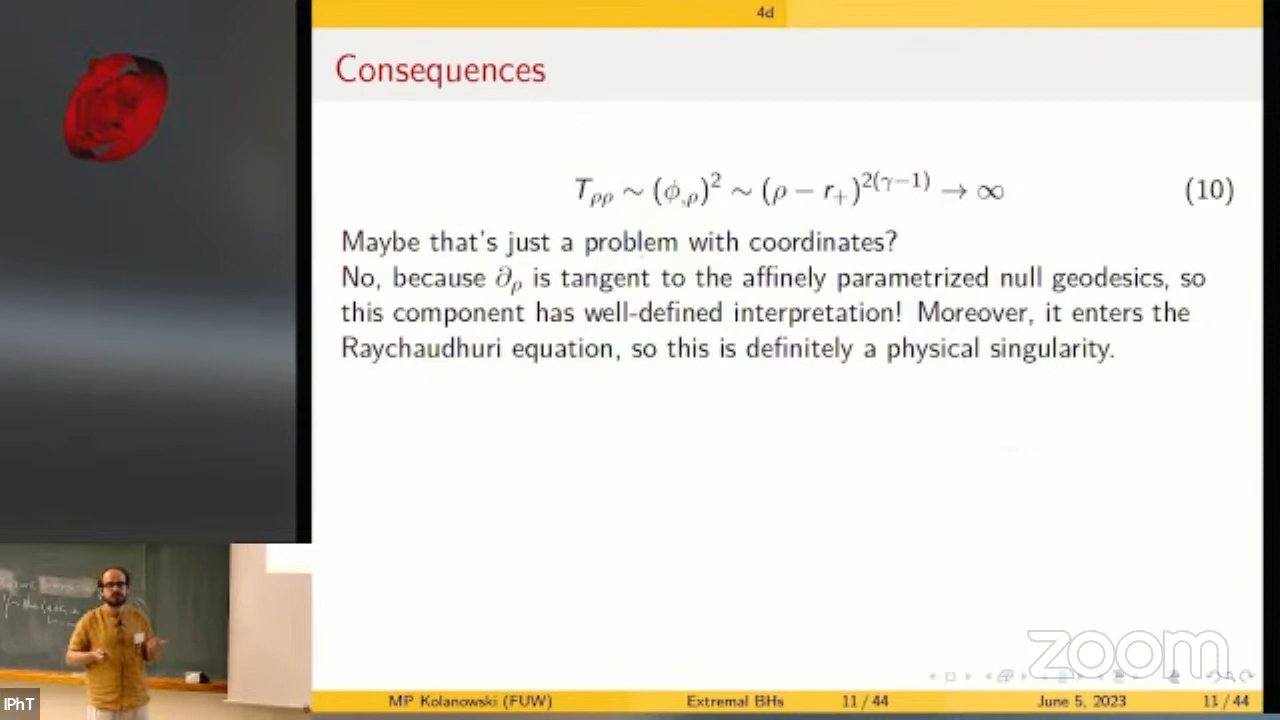 4d
Consequences
T_{ρρ} ∼ (ϕ_{,ρ})^2 ∼ (ρ − r_+)^{2(γ−1)} → ∞ (10)
Maybe that's just a problem with coordinates?
No, because ∂_ρ is tangent to the affinely parametrized null geodesics, so
this component has well-defined interpretation! Moreover, it enters the
Raychaudhuri equation, so this is definitely a physical singularity.
zoom
IPhT
MP Kolanowski (FUW) Extremal BHs 11 / 44 June 5, 2023 11 / 44